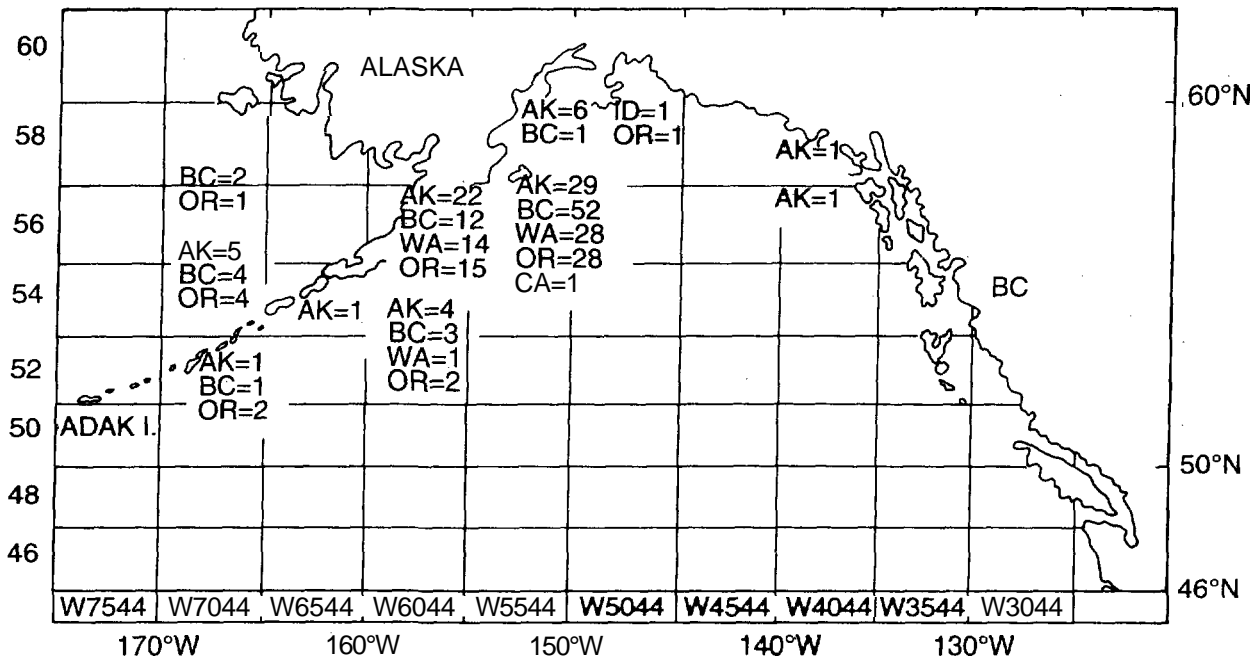 60
ALASKA
60°N
58
AK=6 ID=1
BC=1 OR=1
AK=1
BC=2
OR=1
AK=22
BC=12
WA=14
OR=15
AK=29
BC=52
WA=28
OR=28
CA=1
AK=1
56
AK=5
BC=4
OR=4
54
AK=1
AK=4
BC=3
WA=1
OR=2
BC
52
AK=1
BC=1
OR=2
50
ADAK I.
50°N
48
46
46°N
W7544 W7044 W6544 W6044 W5544 W5044 W4544 W4044 W3544 W3044
170°W 160°W 150°W 140°W 130°W